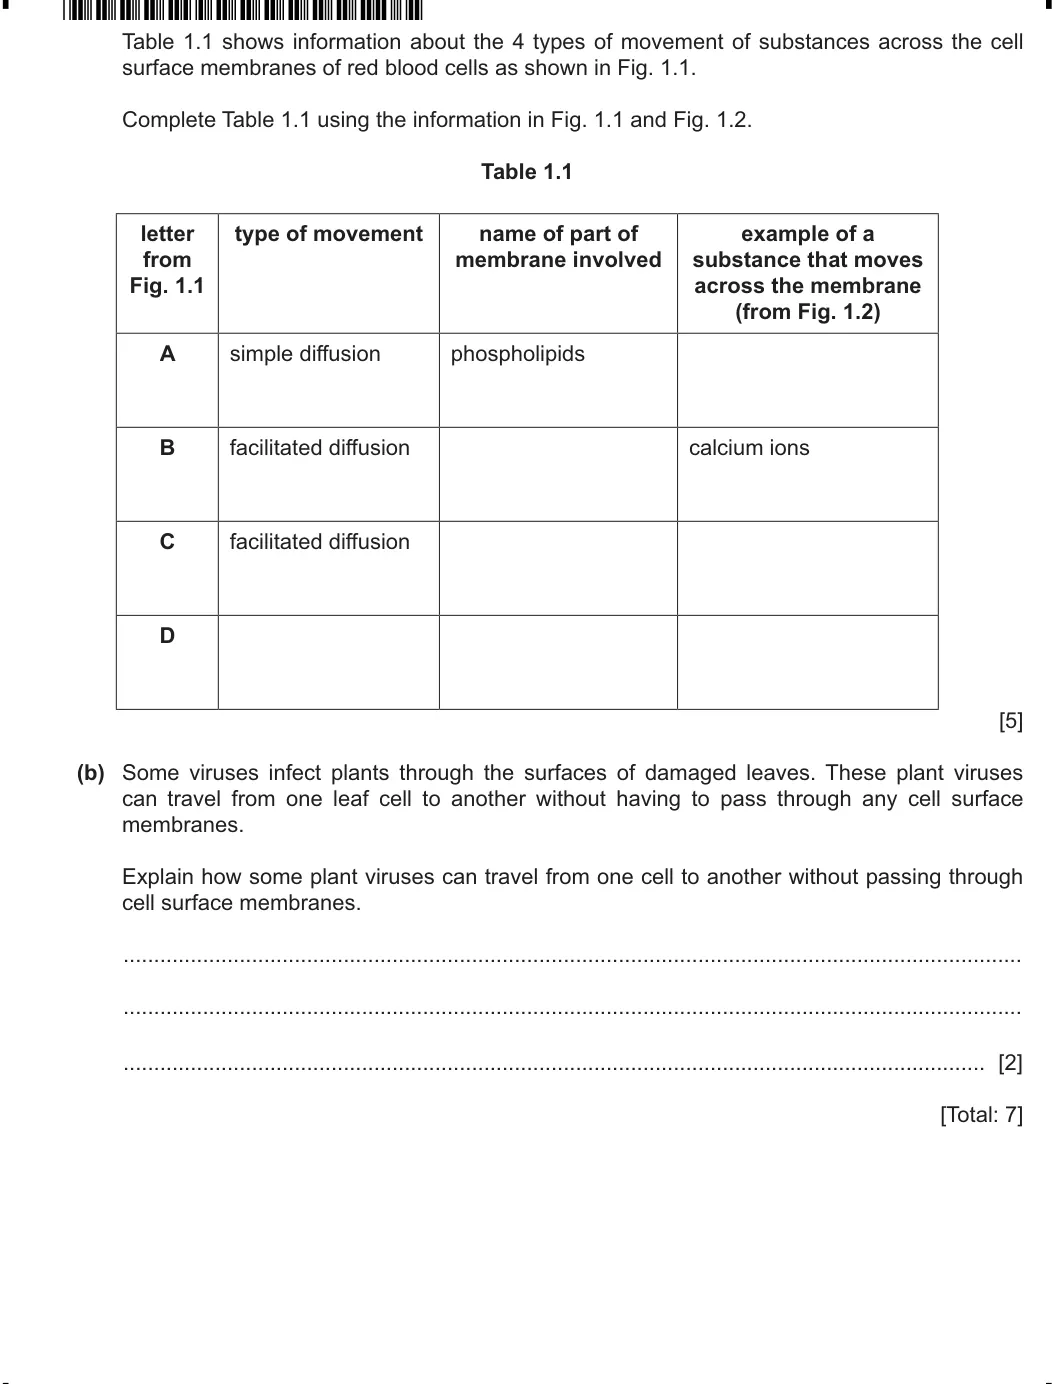 Table 1.1 shows information about the 4 types of movement of substances across the cell
surface membranes of red blood cells as shown in Fig. 1.1.
Complete Table 1.1 using the information in Fig. 1.1 and Fig. 1.2.
Table 1.1
letter from Fig. 1.1 | type of movement | name of part of membrane involved | example of a substance that moves across the membrane (from Fig. 1.2)
A | simple diffusion | phospholipids |
B | facilitated diffusion | | calcium ions
C | facilitated diffusion | |
D | | |
[5]
(b) Some viruses infect plants through the surfaces of damaged leaves. These plant viruses
can travel from one leaf cell to another without having to pass through any cell surface
membranes.
Explain how some plant viruses can travel from one cell to another without passing through
cell surface membranes.
[2]
[Total: 7]